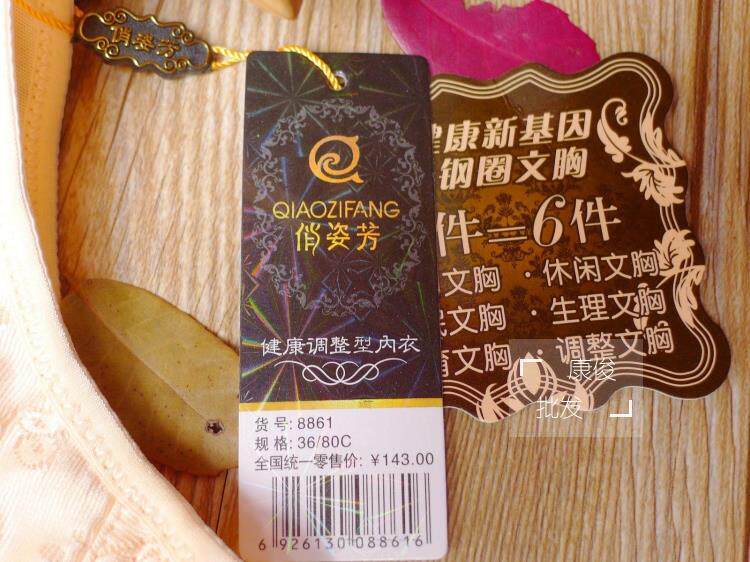 俏姿芳
QIAOZIFANG
俏姿芳
健康调整型内衣
货 号: 8861
规 格: 36/80C
全国统一零售价: ¥143.00
6 926130 088616
健康新基因
钢圈文胸
件=6件
文胸 ·休闲文胸
文胸 ·生理文胸
文胸 ·调整文胸
康俊
批发